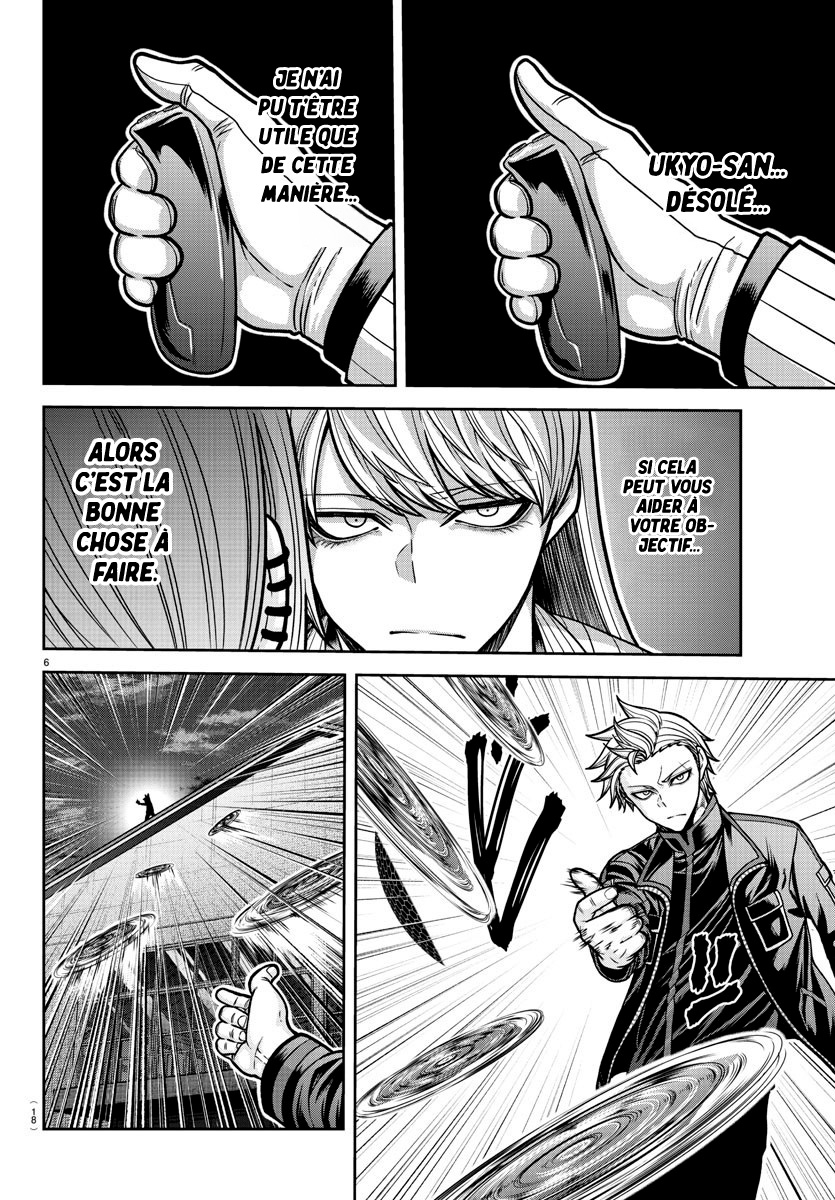 UKYO-SAN...
DÉSOLÉ...
JE N'AI
PU T'ÊTRE
UTILE QUE
DE CETTE
MANIÈRE...
SI CELA
PEUT VOUS
AIDER À
VOTRE OB-
JECTIF...
ALORS
C'EST LA
BONNE
CHOSE À
FAIRE.
6
18